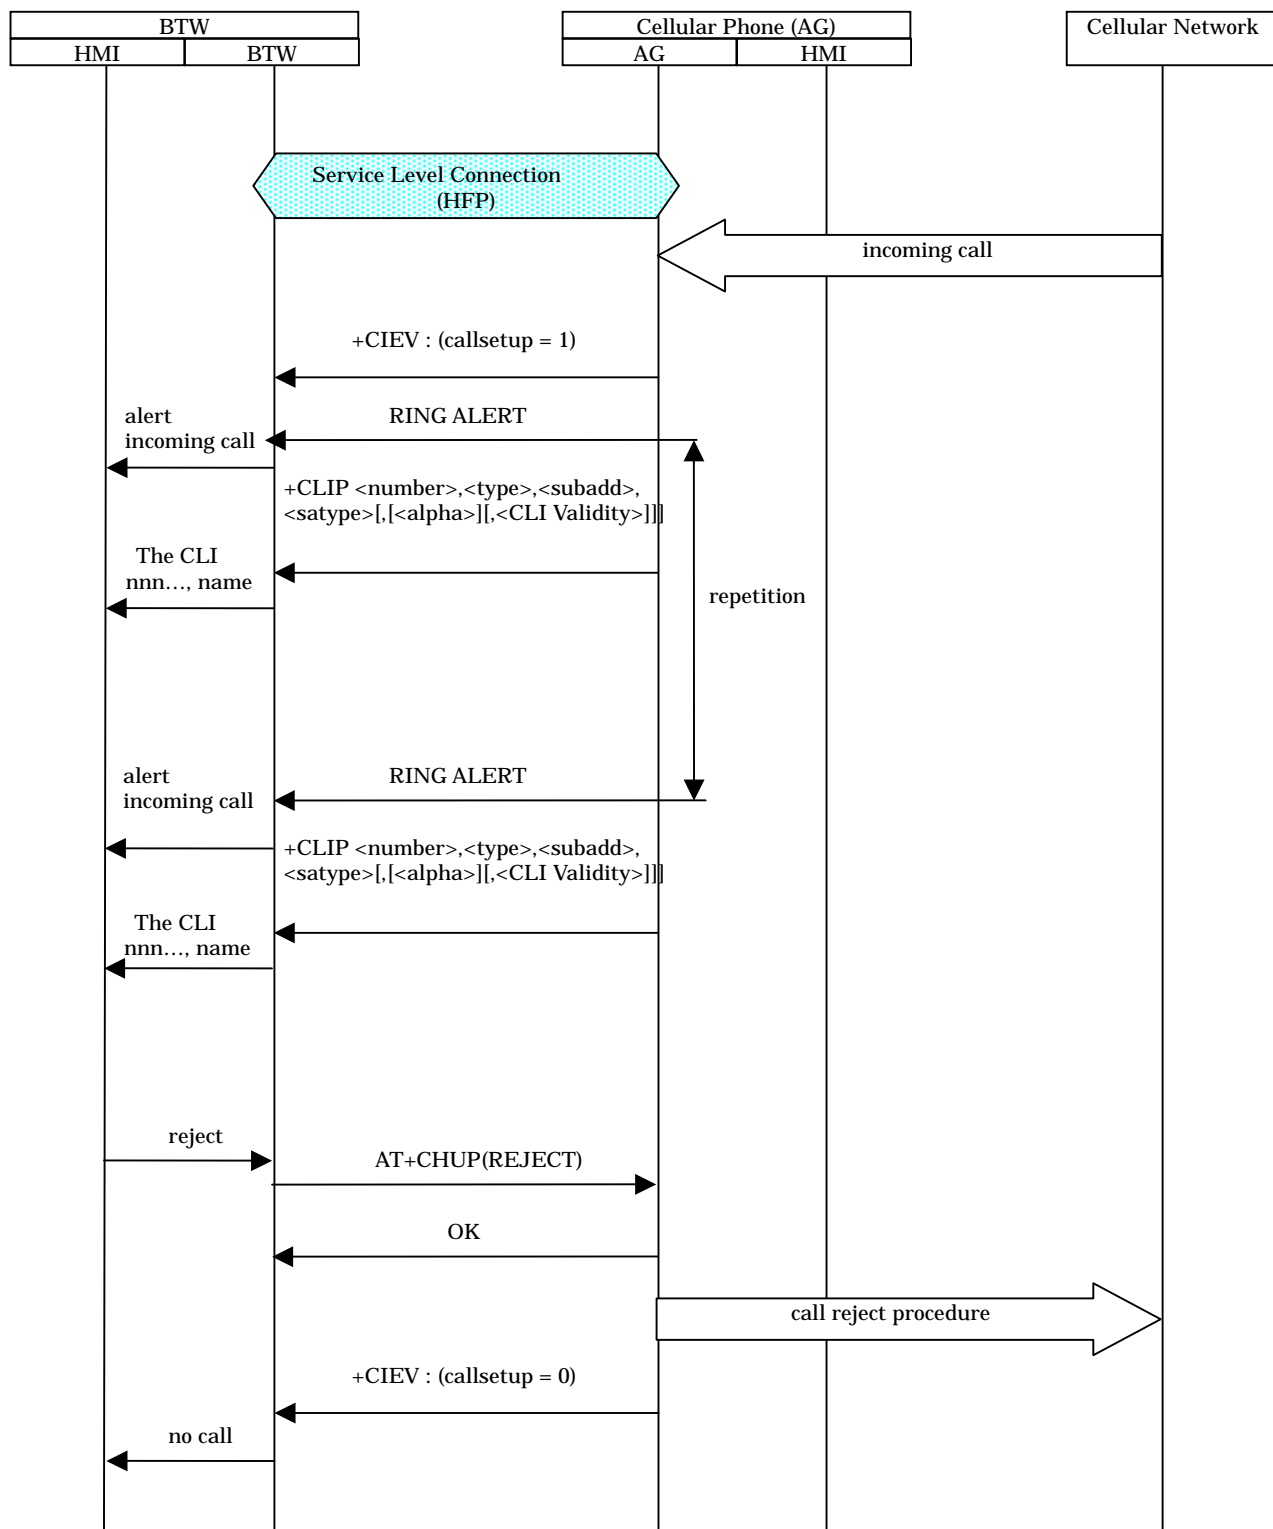 BTW
Cellular Phone (AG)
Cellular Network
HMI
BTW
AG
HMI
Service Level Connection
(HFP)
incoming call
+CIEV : (callsetup = 1)
alert
incoming call
RING ALERT
+CLIP <number>,<type>,<subadd>,
<satype>[,[<alpha>][,<CLI Validity>]]]
The CLI
nnn…, name
repetition
alert
incoming call
RING ALERT
+CLIP <number>,<type>,<subadd>,
<satype>[,[<alpha>][,<CLI Validity>]]]
The CLI
nnn…, name
reject
AT+CHUP(REJECT)
OK
call reject procedure
+CIEV : (callsetup = 0)
no call